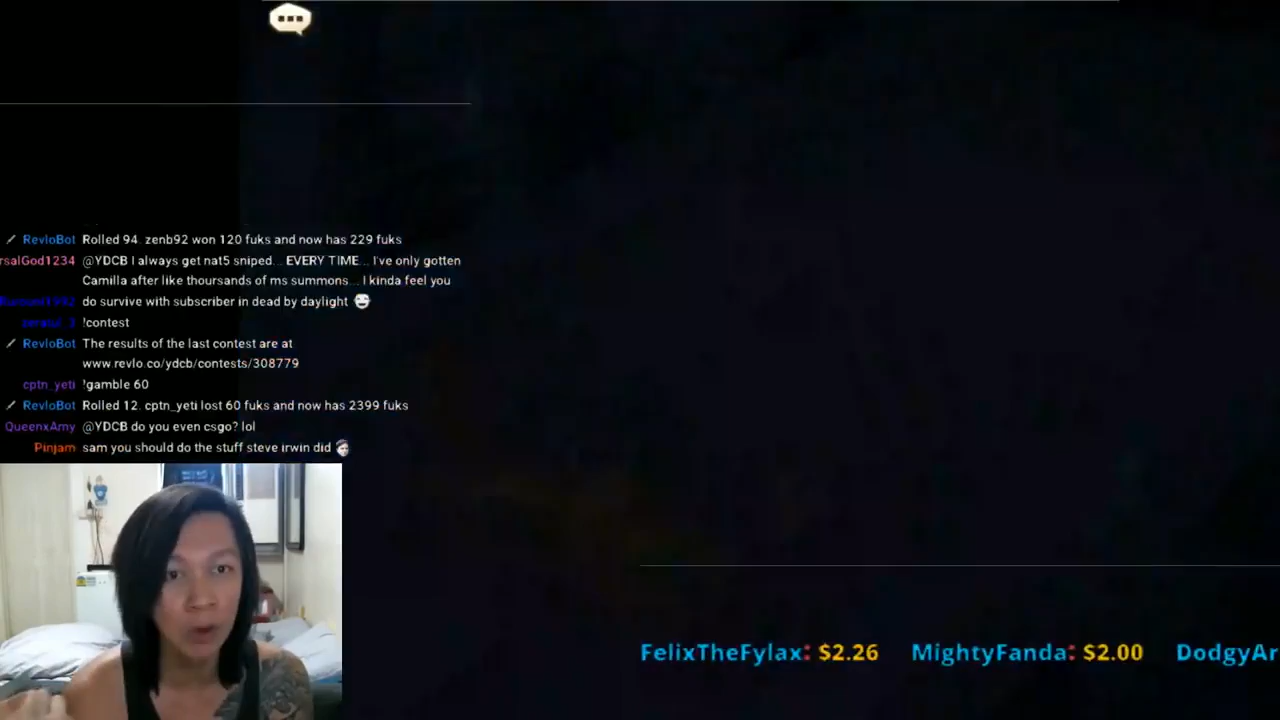 RevloBot Rolled 94. zenb92 won 120 fuks and now has 229 fuks
rsalGod1234 @YDCB I always get nat5 sniped... EVERY TIME... I've only gotten
Camilla after like thoursands of ms summons... I kinda feel you
do survive with subscriber in dead by daylight
!contest
RevloBot The results of the last contest are at
www.revlo.co/ydcb/contests/308779
cptn_yeti !gamble 60
RevloBot Rolled 12. cptn_yeti lost 60 fuks and now has 2399 fuks
QueenxAmy @YDCB do you even csgo? lol
Pinjam sam you should do the stuff steve irwin did
FelixTheFylax: $2.26 MightyFanda: $2.00 DodgyAr